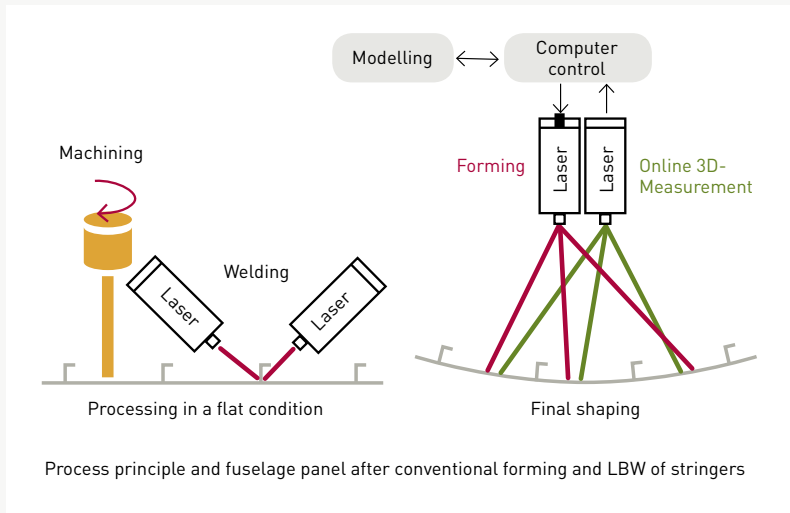 Modelling
Computer
control
Machining
Forming
Laser
Laser
Online 3D-
Measurement
Welding
Laser
Laser
Processing in a flat condition
Final shaping
Process principle and fuselage panel after conventional forming and LBW of stringers